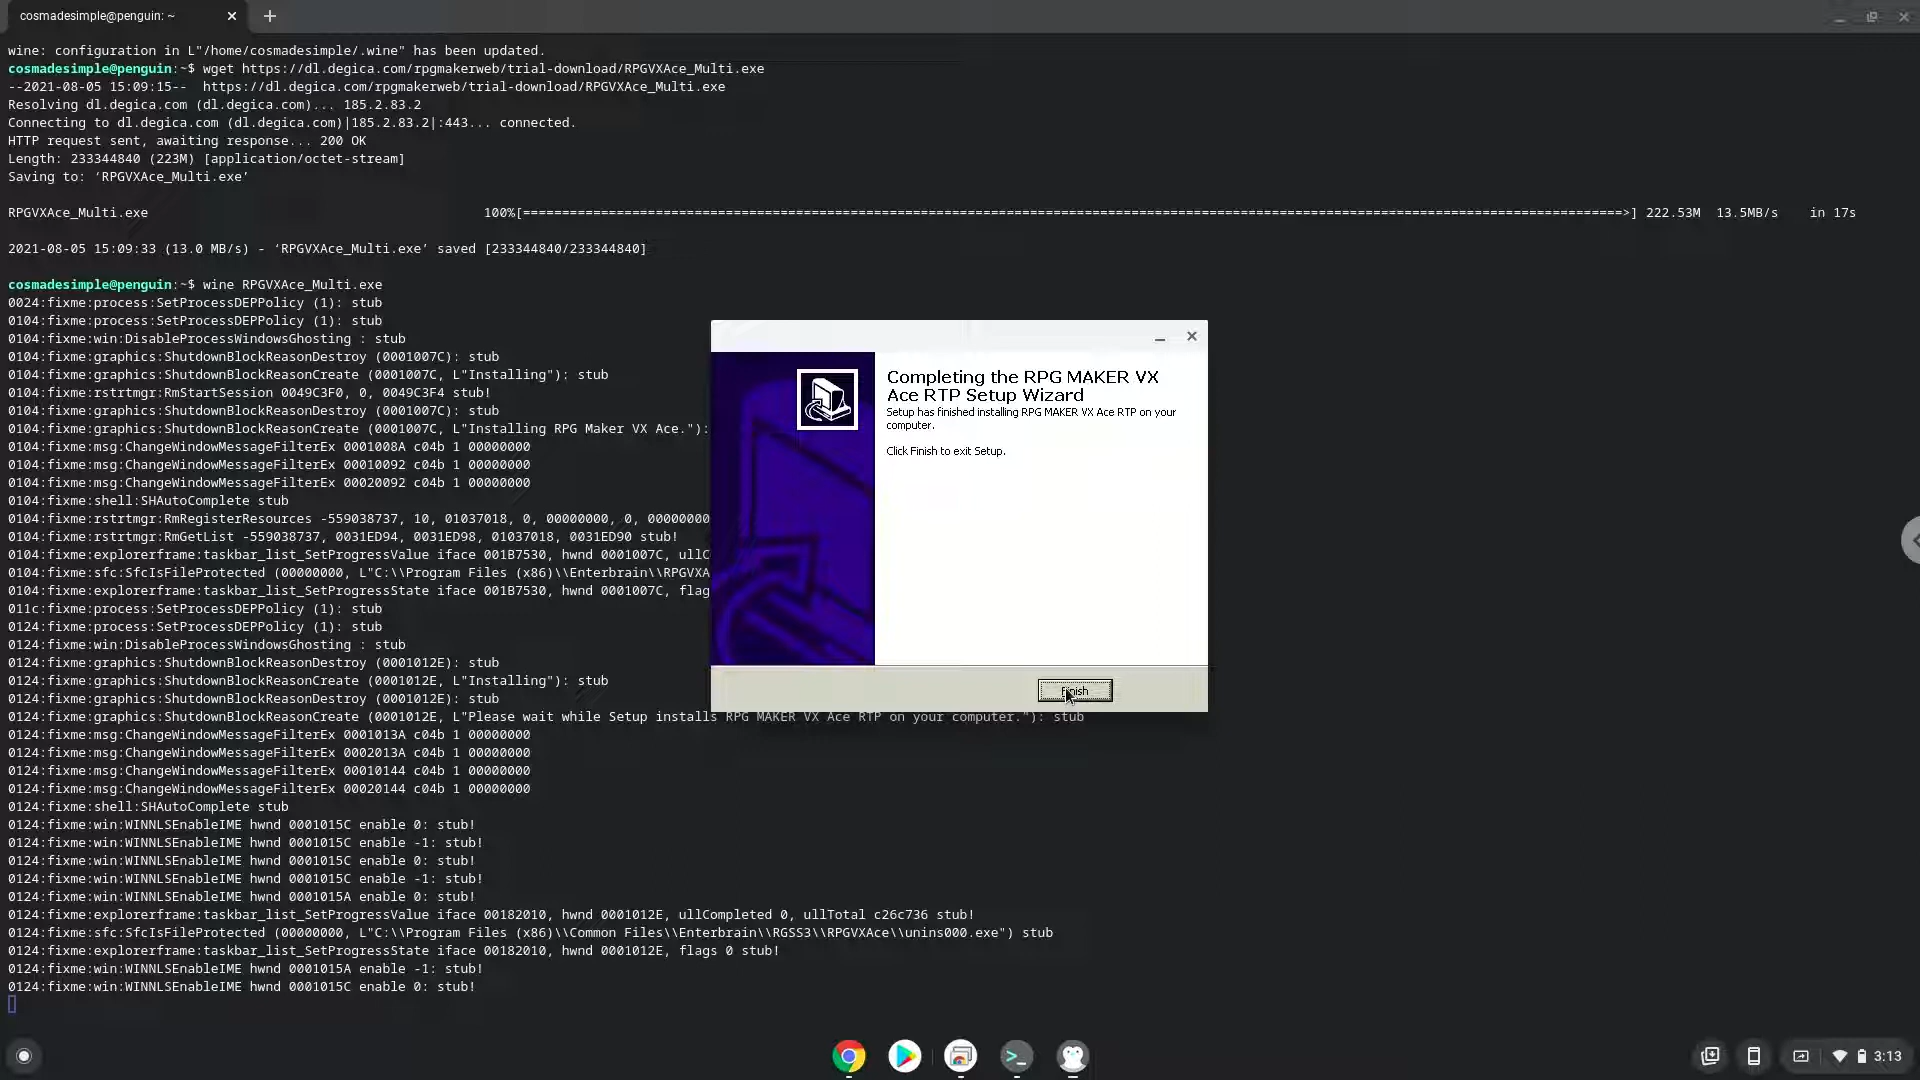 cosmadesimple@penguin: ~
wine: configuration in L"/home/cosmadesimple/.wine" has been updated.
cosmadesimple@penguin:~$ wget https://dl.degica.com/rpgmakerweb/trial-download/RPGVXAce_Multi.exe
--2021-08-05 15:09:15--  https://dl.degica.com/rpgmakerweb/trial-download/RPGVXAce_Multi.exe
Resolving dl.degica.com (dl.degica.com)... 185.2.83.2
Connecting to dl.degica.com (dl.degica.com)|185.2.83.2|:443... connected.
HTTP request sent, awaiting response... 200 OK
Length: 233344840 (223M) [application/octet-stream]
Saving to: ‘RPGVXAce_Multi.exe’
RPGVXAce_Multi.exe 100%[=============================================================================================================================================>] 222.53M 13.5MB/s in 17s
2021-08-05 15:09:33 (13.0 MB/s) - ‘RPGVXAce_Multi.exe’ saved [233344840/233344840]
cosmadesimple@penguin:~$ wine RPGVXAce_Multi.exe
0024:fixme:process:SetProcessDEPPolicy (1): stub
0104:fixme:process:SetProcessDEPPolicy (1): stub
0104:fixme:win:DisableProcessWindowsGhosting : stub
0104:fixme:graphics:ShutdownBlockReasonDestroy (0001007C): stub
0104:fixme:graphics:ShutdownBlockReasonCreate (0001007C, L"Installing"): stub
0104:fixme:rstrtmgr:RmStartSession 0049C3F0, 0, 0049C3F4 stub!
0104:fixme:graphics:ShutdownBlockReasonDestroy (0001007C): stub
0104:fixme:graphics:ShutdownBlockReasonCreate (0001007C, L"Installing RPG Maker VX Ace."):
0104:fixme:msg:ChangeWindowMessageFilterEx 0001008A c04b 1 00000000
0104:fixme:msg:ChangeWindowMessageFilterEx 00010092 c04b 1 00000000
0104:fixme:msg:ChangeWindowMessageFilterEx 00020092 c04b 1 00000000
0104:fixme:shell:SHAutoComplete stub
0104:fixme:rstrtmgr:RmRegisterResources -559038737, 10, 01037018, 0, 00000000, 0, 00000000
0104:fixme:rstrtmgr:RmGetList -559038737, 0031ED94, 0031ED98, 01037018, 0031ED90 stub!
0104:fixme:explorerframe:taskbar_list_SetProgressValue iface 001B7530, hwnd 0001007C, ullC
0104:fixme:sfc:SfcIsFileProtected (00000000, L"C:\\Program Files (x86)\\Enterbrain\\RPGVXA
0104:fixme:explorerframe:taskbar_list_SetProgressState iface 001B7530, hwnd 0001007C, flag
011c:fixme:process:SetProcessDEPPolicy (1): stub
0124:fixme:process:SetProcessDEPPolicy (1): stub
0124:fixme:win:DisableProcessWindowsGhosting : stub
0124:fixme:graphics:ShutdownBlockReasonDestroy (0001012E): stub
0124:fixme:graphics:ShutdownBlockReasonCreate (0001012E, L"Installing"): stub
0124:fixme:graphics:ShutdownBlockReasonDestroy (0001012E): stub
0124:fixme:graphics:ShutdownBlockReasonCreate (0001012E, L"Please wait while Setup installs RPG MAKER VX Ace RTP on your computer."): stub
0124:fixme:msg:ChangeWindowMessageFilterEx 0001013A c04b 1 00000000
0124:fixme:msg:ChangeWindowMessageFilterEx 0002013A c04b 1 00000000
0124:fixme:msg:ChangeWindowMessageFilterEx 00010144 c04b 1 00000000
0124:fixme:msg:ChangeWindowMessageFilterEx 00020144 c04b 1 00000000
0124:fixme:shell:SHAutoComplete stub
0124:fixme:win:WINNLSEnableIME hwnd 0001015C enable 0: stub!
0124:fixme:win:WINNLSEnableIME hwnd 0001015C enable -1: stub!
0124:fixme:win:WINNLSEnableIME hwnd 0001015C enable 0: stub!
0124:fixme:win:WINNLSEnableIME hwnd 0001015C enable -1: stub!
0124:fixme:win:WINNLSEnableIME hwnd 0001015A enable 0: stub!
0124:fixme:explorerframe:taskbar_list_SetProgressValue iface 00182010, hwnd 0001012E, ullCompleted 0, ullTotal c26c736 stub!
0124:fixme:sfc:SfcIsFileProtected (00000000, L"C:\\Program Files (x86)\\Common Files\\Enterbrain\\RGSS3\\RPGVXAce\\unins000.exe") stub
0124:fixme:explorerframe:taskbar_list_SetProgressState iface 00182010, hwnd 0001012E, flags 0 stub!
0124:fixme:win:WINNLSEnableIME hwnd 0001015A enable -1: stub!
0124:fixme:win:WINNLSEnableIME hwnd 0001015C enable 0: stub!
Completing the RPG MAKER VX
Ace RTP Setup Wizard
Setup has finished installing RPG MAKER VX Ace RTP on your
computer.
Click Finish to exit Setup.
Finish
3:13